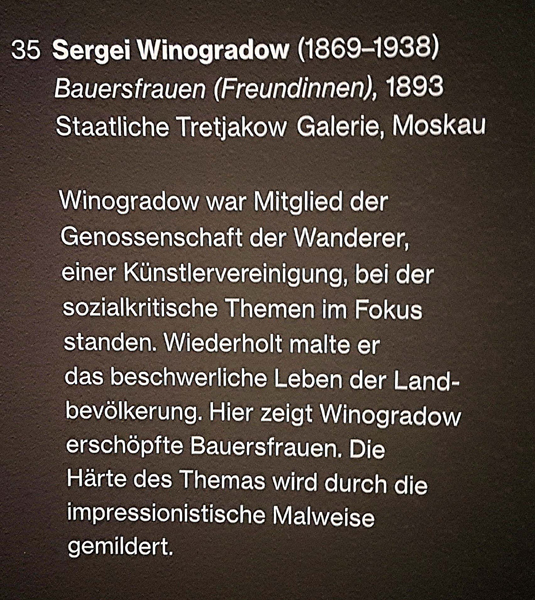 35 Sergei Winogradow (1869–1938)
Bauersfrauen (Freundinnen), 1893
Staatliche Tretjakow Galerie, Moskau
Winogradow war Mitglied der
Genossenschaft der Wanderer,
einer Künstlervereinigung, bei der
sozialkritische Themen im Fokus
standen. Wiederholt malte er
das beschwerliche Leben der Land-
bevölkerung. Hier zeigt Winogradow
erschöpfte Bauersfrauen. Die
Härte des Themas wird durch die
impressionistische Malweise
gemildert.